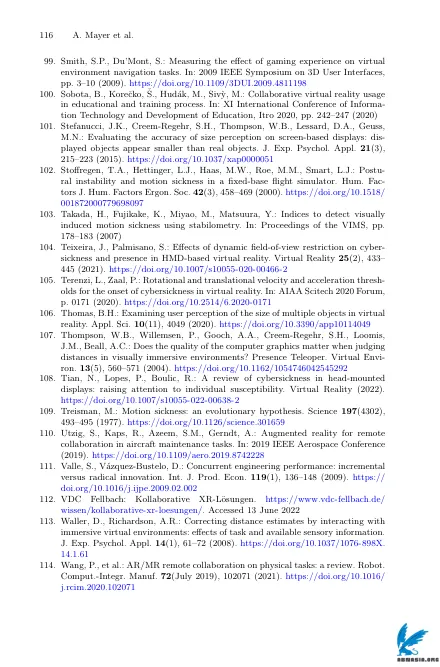 116 A. Mayer et al.
99. Smith, S.P., Du'Mont, S.: Measuring the effect of gaming experience on virtual
environment navigation tasks. In: 2009 IEEE Symposium on 3D User Interfaces,
pp. 3–10 (2009). https://doi.org/10.1109/3DUI.2009.4811198
100. Sobota, B., Korečko, Š., Hudák, M., Sivý, M.: Collaborative virtual reality usage
in educational and training process. In: XI International Conference of Informa-
tion Technology and Development of Education, Itro 2020, pp. 242–247 (2020)
101. Stefanucci, J.K., Creem-Regehr, S.H., Thompson, W.B., Lessard, D.A., Geuss,
M.N.: Evaluating the accuracy of size perception on screen-based displays: dis-
played objects appear smaller than real objects. J. Exp. Psychol. Appl. 21(3),
215–223 (2015). https://doi.org/10.1037/xap0000051
102. Stoffregen, T.A., Hettinger, L.J., Haas, M.W., Roe, M.M., Smart, L.J.: Postu-
ral instability and motion sickness in a fixed-base flight simulator. Hum. Fac-
tors J. Hum. Factors Ergon. Soc. 42(3), 458–469 (2000). https://doi.org/10.1518/
001872000779698097
103. Takada, H., Fujikake, K., Miyao, M., Matsuura, Y.: Indices to detect visually
induced motion sickness using stabilometry. In: Proceedings of the VIMS, pp.
178–183 (2007)
104. Teixeira, J., Palmisano, S.: Effects of dynamic field-of-view restriction on cyber-
sickness and presence in HMD-based virtual reality. Virtual Reality 25(2), 433–
445 (2021). https://doi.org/10.1007/s10055-020-00466-2
105. Terenzi, L., Zaal, P.: Rotational and translational velocity and acceleration thresh-
olds for the onset of cybersickness in virtual reality. In: AIAA Scitech 2020 Forum,
p. 0171 (2020). https://doi.org/10.2514/6.2020-0171
106. Thomas, B.H.: Examining user perception of the size of multiple objects in virtual
reality. Appl. Sci. 10(11), 4049 (2020). https://doi.org/10.3390/app10114049
107. Thompson, W.B., Willemsen, P., Gooch, A.A., Creem-Regehr, S.H., Loomis,
J.M., Beall, A.C.: Does the quality of the computer graphics matter when judging
distances in visually immersive environments? Presence Teleoper. Virtual Envi-
ron. 13(5), 560–571 (2004). https://doi.org/10.1162/1054746042545292
108. Tian, N., Lopes, P., Boulic, R.: A review of cybersickness in head-mounted
displays: raising attention to individual susceptibility. Virtual Reality (2022).
https://doi.org/10.1007/s10055-022-00638-2
109. Treisman, M.: Motion sickness: an evolutionary hypothesis. Science 197(4302),
493–495 (1977). https://doi.org/10.1126/science.301659
110. Utzig, S., Kaps, R., Azeem, S.M., Gerndt, A.: Augmented reality for remote
collaboration in aircraft maintenance tasks. In: 2019 IEEE Aerospace Conference
(2019). https://doi.org/10.1109/aero.2019.8742228
111. Valle, S., Vázquez-Bustelo, D.: Concurrent engineering performance: incremental
versus radical innovation. Int. J. Prod. Econ. 119(1), 136–148 (2009). https://
doi.org/10.1016/j.ijpe.2009.02.002
112. VDC Fellbach: Kollaborative XR-Lösungen. https://www.vdc-fellbach.de/
wissen/kollaborative-xr-loesungen/. Accessed 13 June 2022
113. Waller, D., Richardson, A.R.: Correcting distance estimates by interacting with
immersive virtual environments: effects of task and available sensory information.
J. Exp. Psychol. Appl. 14(1), 61–72 (2008). https://doi.org/10.1037/1076-898X.
14.1.61
114. Wang, P., et al.: AR/MR remote collaboration on physical tasks: a review. Robot.
Comput.-Integr. Manuf. 72(July 2019), 102071 (2021). https://doi.org/10.1016/
j.rcim.2020.102071